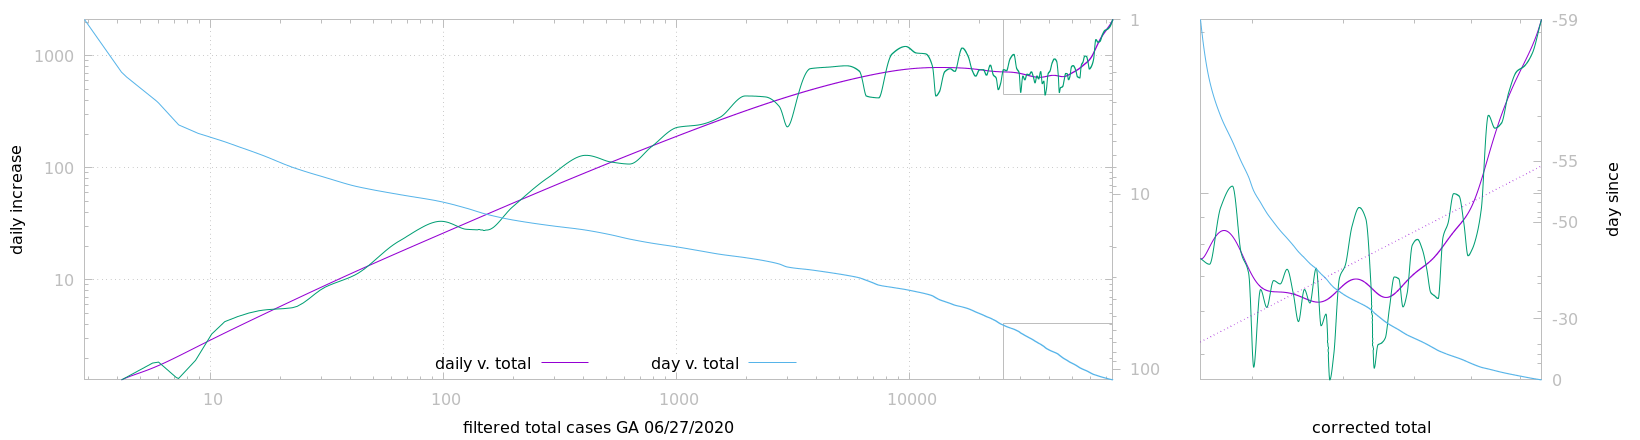 daily increase
1000
100
10
10
100
1000
10000
filtered total cases GA 06/27/2020
daily v. total
day v. total
1
10
100
-59
-55
-50
-30
0
day since
corrected total